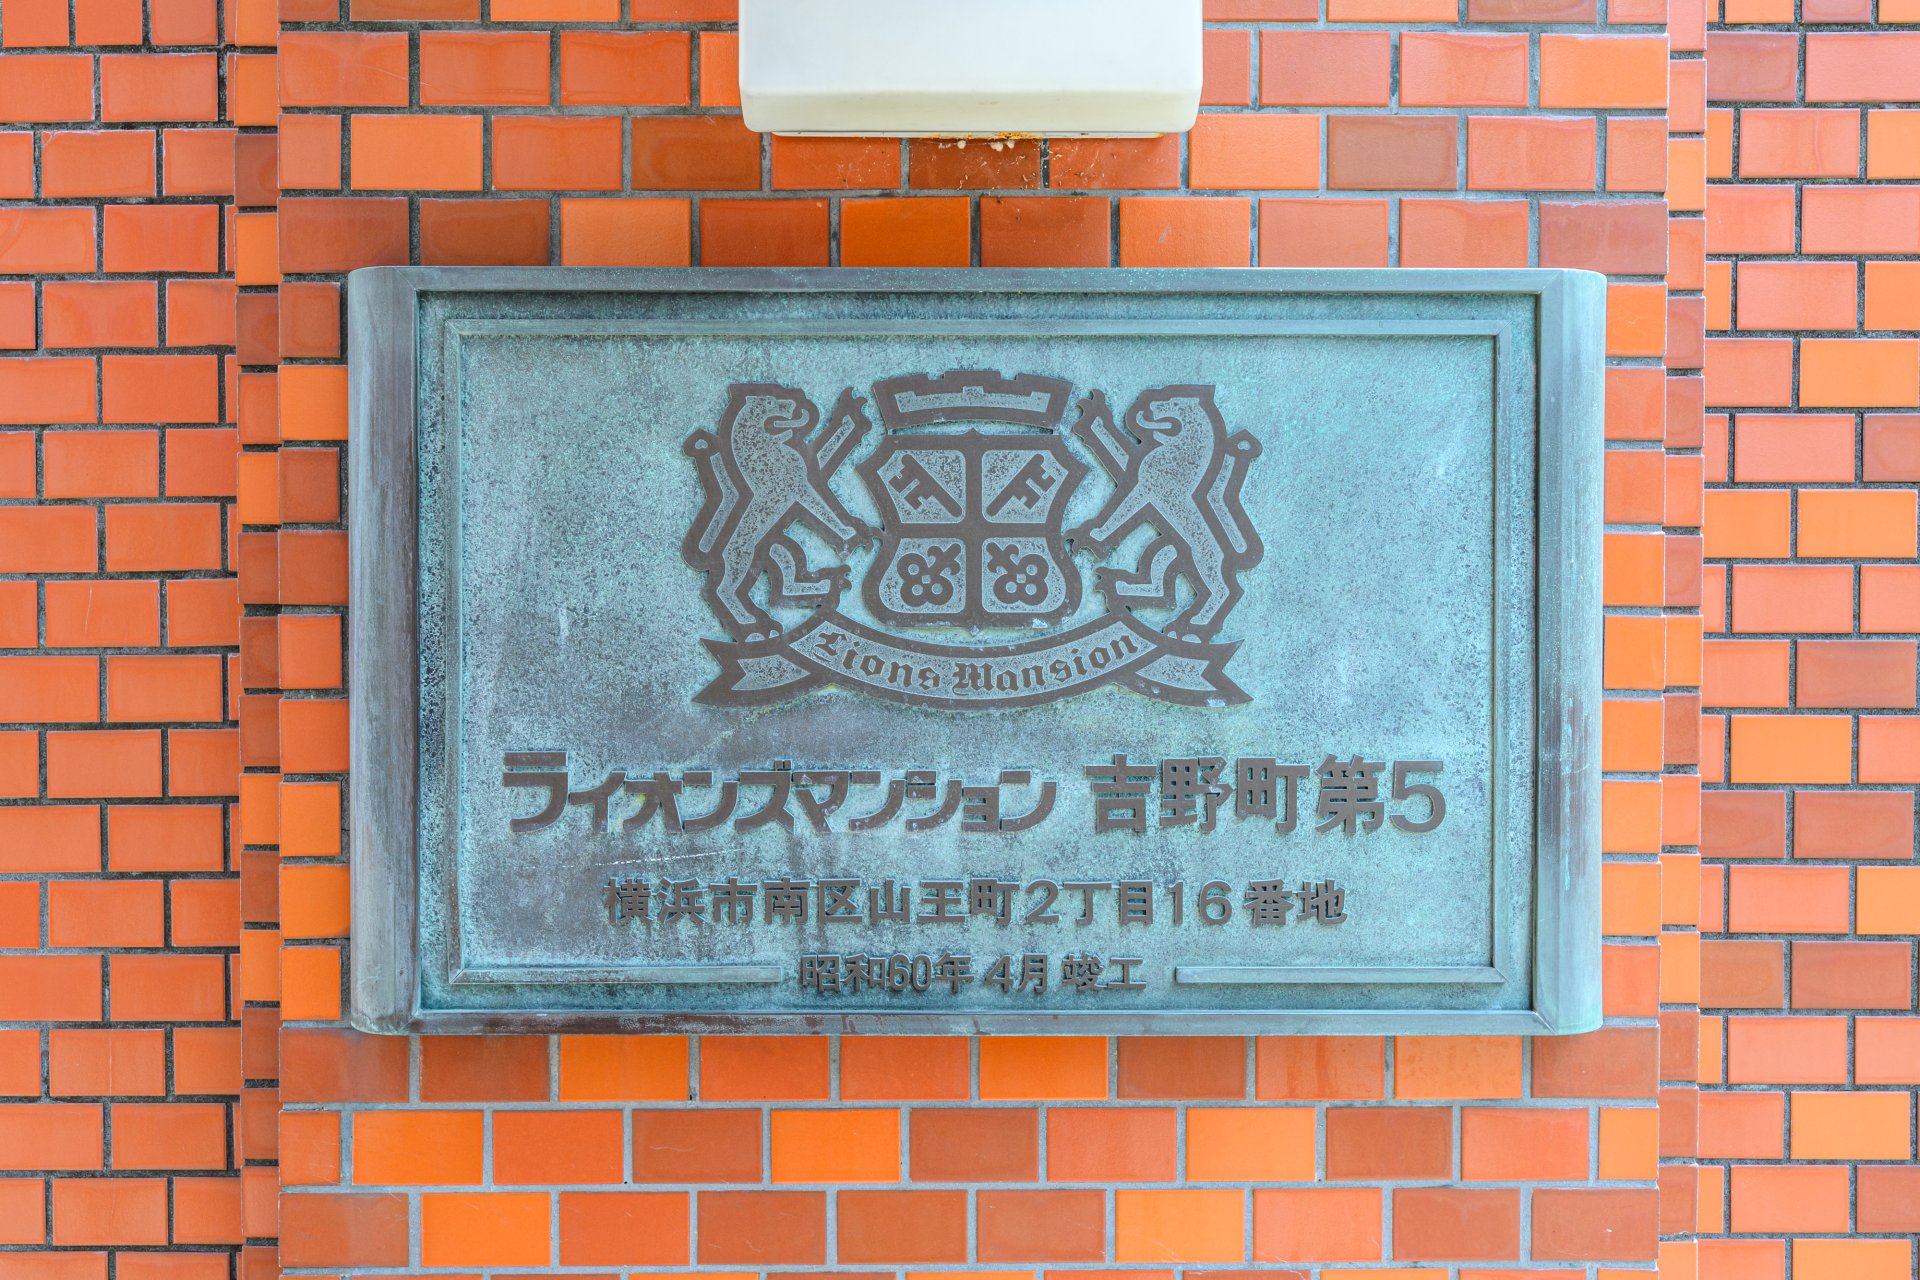 Lions Mansion
ライオンズマンション 吉野町第5
横浜市南区山王町2丁目16番地
昭和60年4月竣工